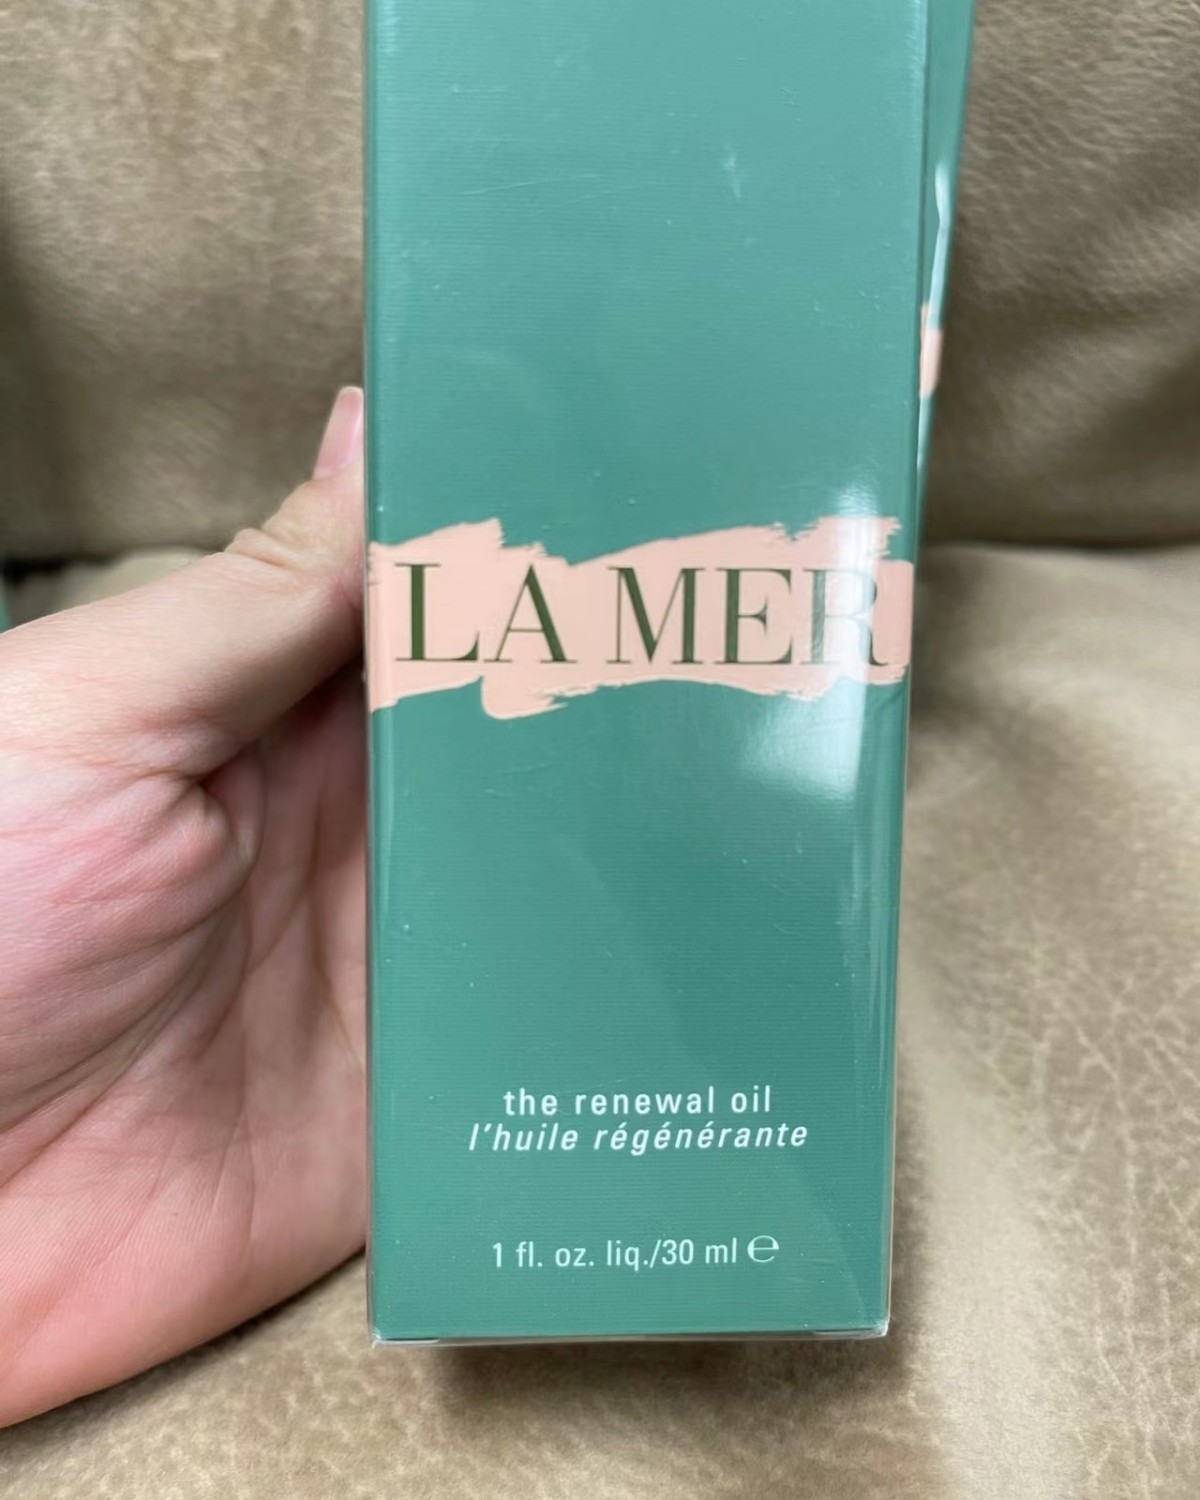 LA MER
the renewal oil
l'huile régénérante
1 fl. oz. liq./30 ml ℮